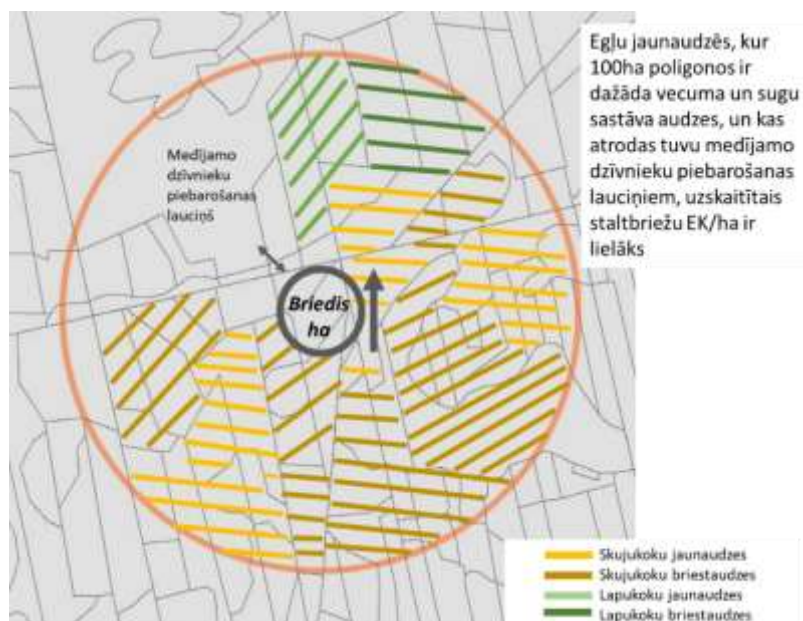 Egļu jaunaudzēs, kur
100ha poligonos ir
dažāda vecuma un sugu
sastāva audzes, un kas
atrodas tuvu medījamo
dzīvnieku piebarošanas
lauciņiem, uzskaitītais
staltbriežu EK/ha ir
lielāks
Medījamo
dzīvnieku
piebarošanas
lauciņš
Briedis
ha
Skujkoku jaunaudzes
Skujkoku briestaudzes
Lapukoku jaunaudzes
Lapukoku briestaudzes